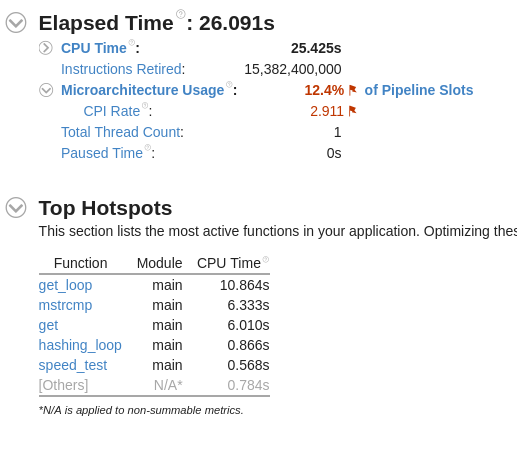 Elapsed Time: 26.091s
CPU Time: 25.425s
Instructions Retired: 15,382,400,000
Microarchitecture Usage: 12.4% of Pipeline Slots
CPI Rate: 2.911
Total Thread Count: 1
Paused Time: 0s
Top Hotspots
This section lists the most active functions in your application. Optimizing thes
Function Module CPU Time
get_loop main 10.864s
mstrcmp main 6.333s
get main 6.010s
hashing_loop main 0.866s
speed_test main 0.568s
[Others] N/A* 0.784s
*N/A is applied to non-summable metrics.